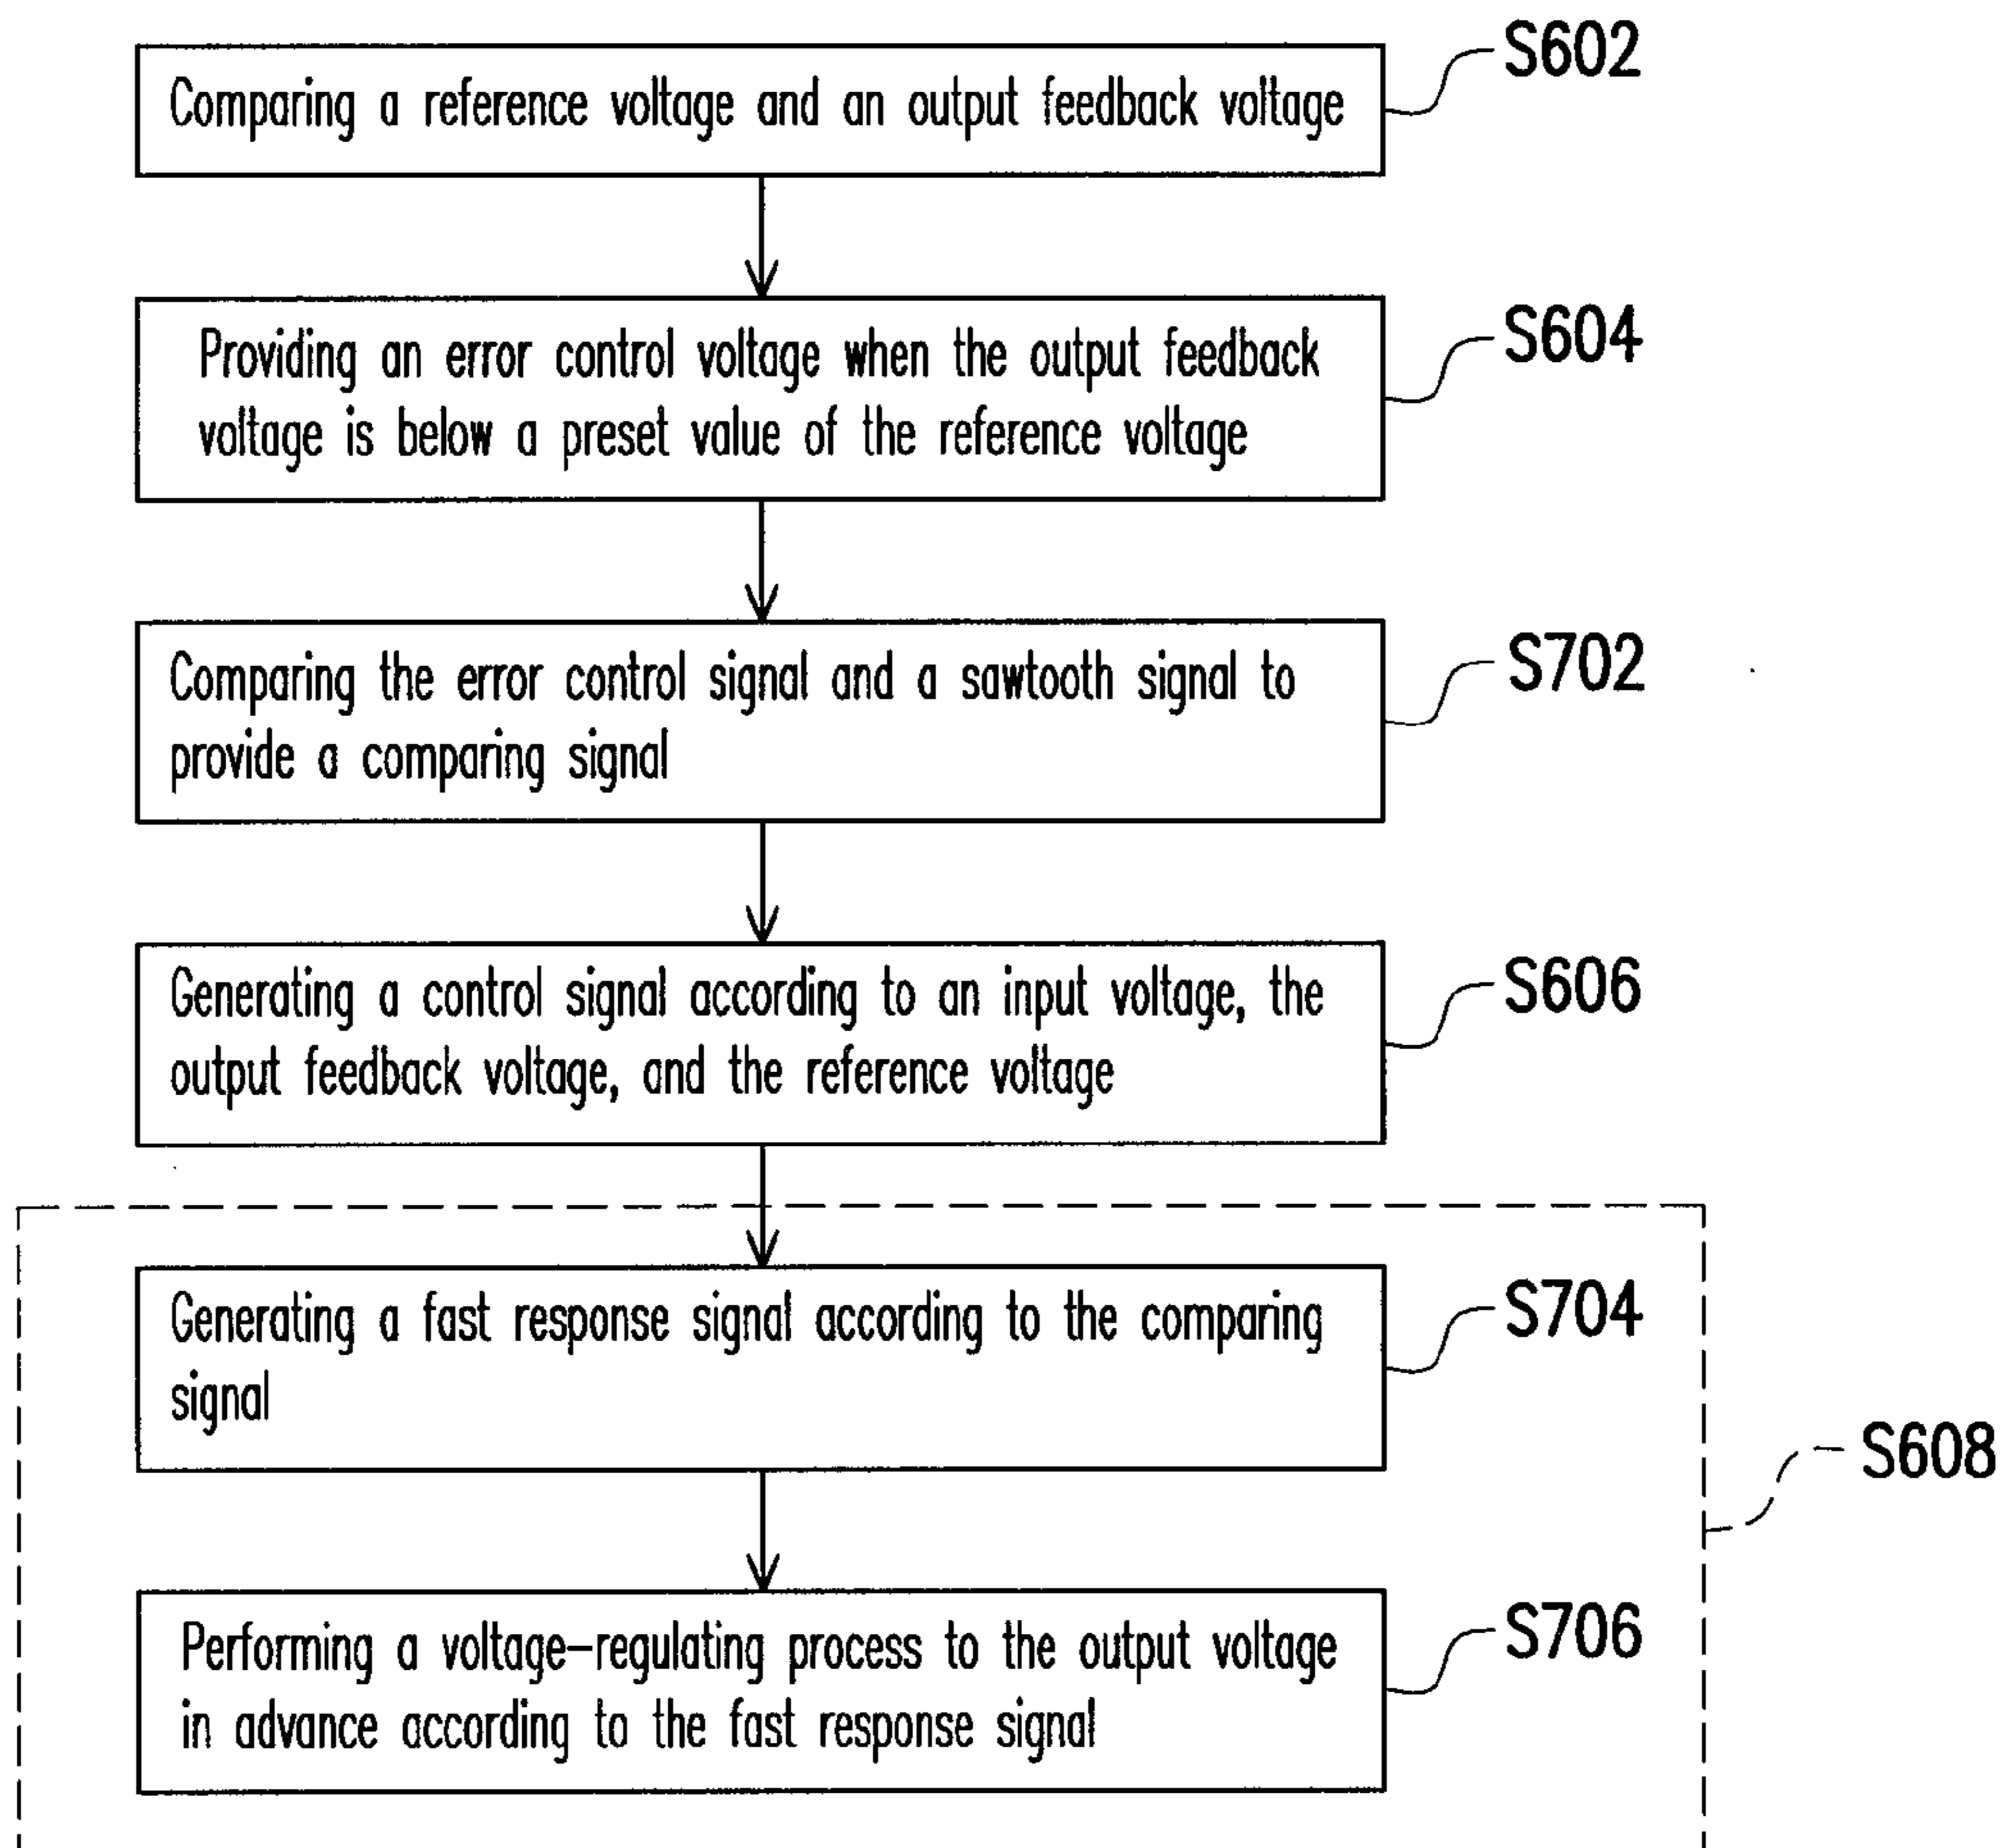 S602
Comparing a reference voltage and an output feedback voltage
S604
Providing an error control voltage when the output feedback
voltage is below a preset value of the reference voltage
S702
Comparing the error control signal and a sawtooth signal to
provide a comparing signal
S606
Generating a control signal according to an input voltage, the
output feedback voltage, and the reference voltage
S704
Generating a fast response signal according to the comparing
signal
S608
S706
Performing a voltage-regulating process to the output voltage
in advance according to the fast response signal